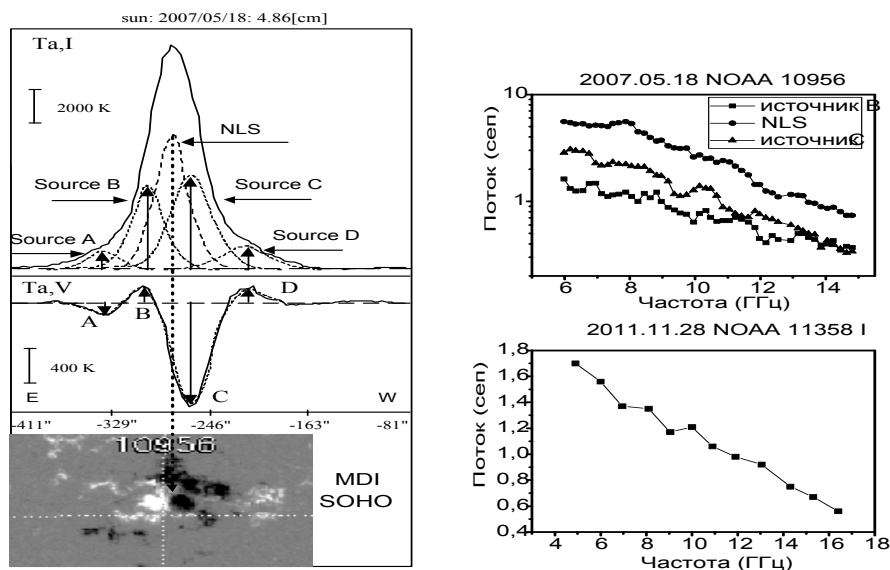 sun: 2007/05/18: 4.86[cm]
Ta,I
2000 K
NLS
Source B
Source C
Source A
Source D
Ta,V
A
B
C
D
400 K
E
W
-411"
-329"
-246"
-163"
-81"
10956
MDI
SOHO
2007.05.18 NOAA 10956
источник В
NLS
источникС
Поток (сеп)
10
1
6
8
10
12
14
Частота (ГГц)
2011.11.28 NOAA 11358 I
Поток (сеп)
1,8
1,6
1,4
1,2
1,0
0,8
0,6
0,4
4
6
8
10
12
14
16
18
Частота (ГГц)